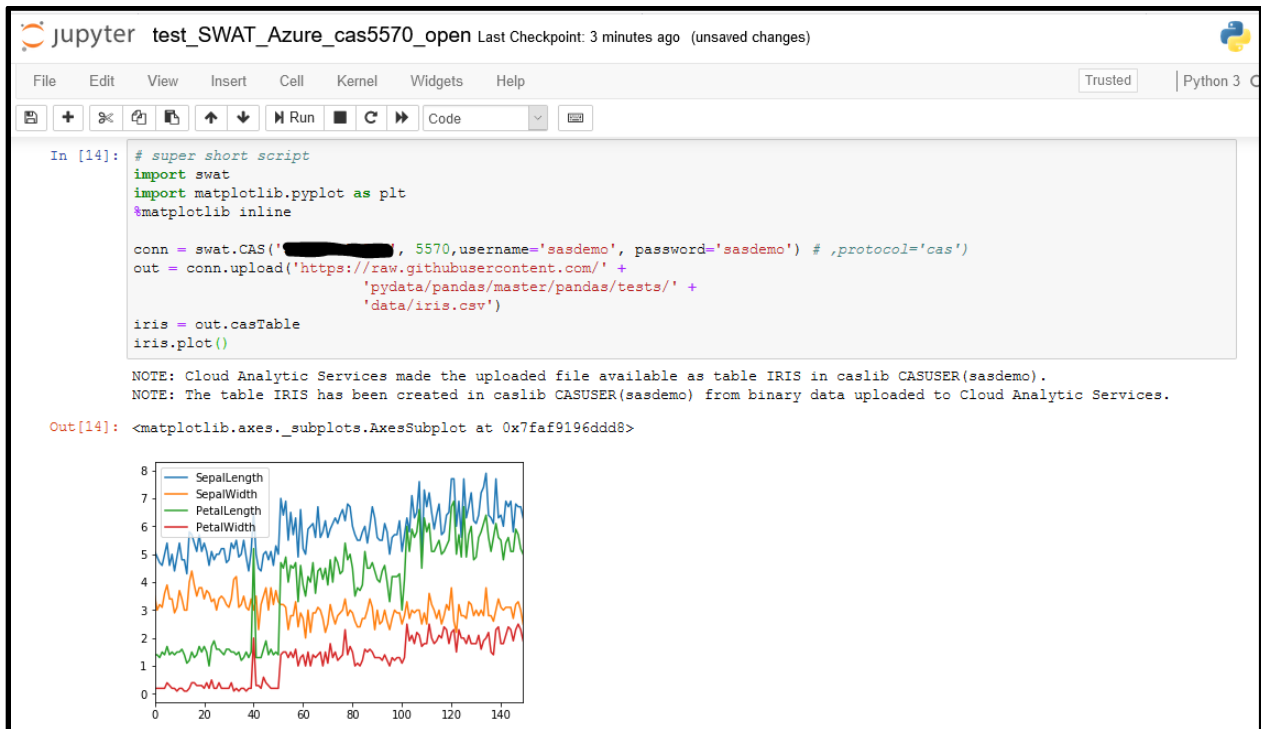 jupyter test_SWAT_Azure_cas5570_open Last Checkpoint: 3 minutes ago (unsaved changes)
File Edit View Insert Cell Kernel Widgets Help Trusted Python 3
Run Code
In [14]: # super short script
import swat
import matplotlib.pyplot as plt
%matplotlib inline
conn = swat.CAS('', 5570,username='sasdemo', password='sasdemo') # ,protocol='cas')
out = conn.upload('https://raw.githubusercontent.com/' +
'pydata/pandas/master/pandas/tests/' +
'data/iris.csv')
iris = out.casTable
iris.plot()
NOTE: Cloud Analytic Services made the uploaded file available as table IRIS in caslib CASUSER(sasdemo).
NOTE: The table IRIS has been created in caslib CASUSER(sasdemo) from binary data uploaded to Cloud Analytic Services.
Out[14]: <matplotlib.axes._subplots.AxesSubplot at 0x7faf9196ddd8>
SepalLength
SepalWidth
PetalLength
PetalWidth
8
7
6
5
4
3
2
1
0
0 20 40 60 80 100 120 140